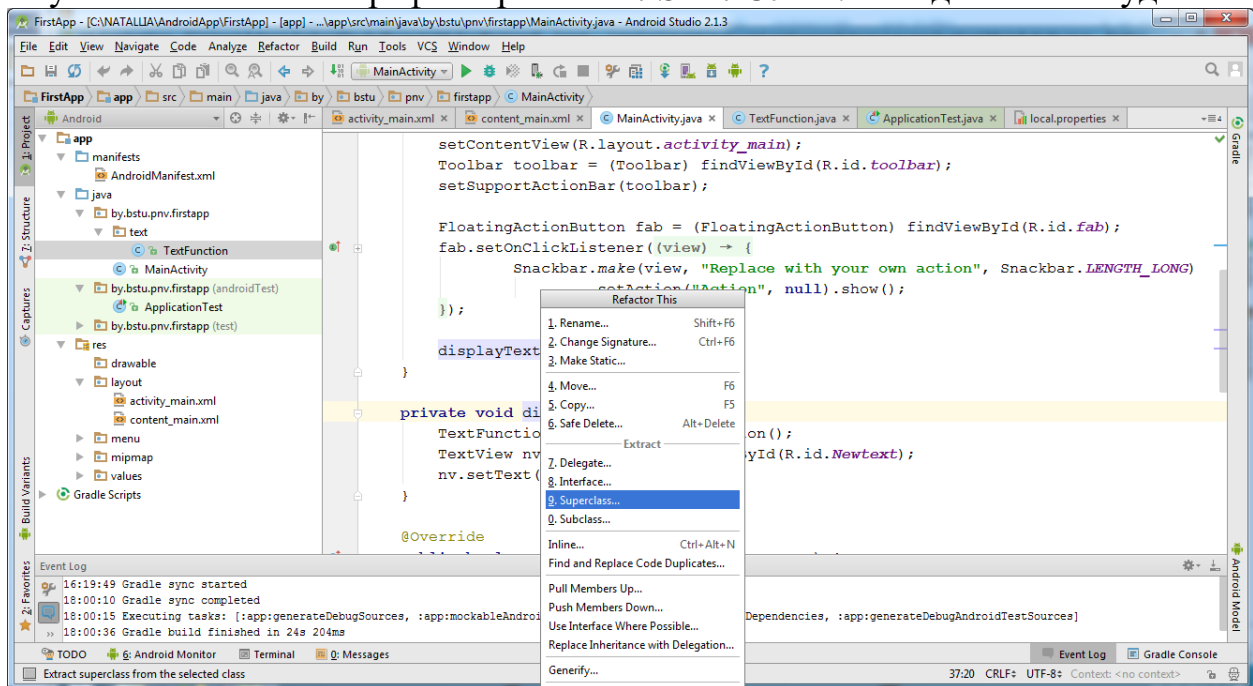 FirstApp - [C:\NATALLIA\AndroidApp\FirstApp] - [app] - ...\app\src\main\java\by\bstu\pnv\firstapp\MainActivity.java - Android Studio 2.1.3
File Edit View Navigate Code Analyze Refactor Build Run Tools VCS Window Help
MainActivity
FirstApp app src main java by bstu pnv firstapp MainActivity
Android
activity_main.xml content_main.xml MainActivity.java TextFunction.java ApplicationTest.java local.properties
1: Project
Z: Structure
Captures
Build Variants
2: Favorites
app
manifests
AndroidManifest.xml
java
by.bstu.pnv.firstapp
text
TextFunction
MainActivity
by.bstu.pnv.firstapp (androidTest)
ApplicationTest
by.bstu.pnv.firstapp (test)
res
drawable
layout
activity_main.xml
content_main.xml
menu
mipmap
values
Gradle Scripts
setContentView(R.layout.activity_main);
Toolbar toolbar = (Toolbar) findViewById(R.id.toolbar);
setSupportActionBar(toolbar);
FloatingActionButton fab = (FloatingActionButton) findViewById(R.id.fab);
fab.setOnClickListener((view) → {
Snackbar.make(view, "Replace with your own action", Snackbar.LENGTH_LONG)
.setAction("Action", null).show();
});
displayText
}
private void di
TextFunctio on();
TextView nv yId(R.id.Newtext);
nv.setText(
}
@Override
Refactor This
1. Rename... Shift+F6
2. Change Signature... Ctrl+F6
3. Make Static...
4. Move... F6
5. Copy... F5
6. Safe Delete... Alt+Delete
Extract
7. Delegate...
8. Interface...
9. Superclass...
0. Subclass...
Inline... Ctrl+Alt+N
Find and Replace Code Duplicates...
Pull Members Up...
Push Members Down...
Use Interface Where Possible...
Replace Inheritance with Delegation...
Generify...
Gradle
Android Model
Event Log
16:19:49 Gradle sync started
18:00:10 Gradle sync completed
18:00:15 Executing tasks: [:app:generateDebugSources, :app:mockableAndroi Dependencies, :app:generateDebugAndroidTestSources]
18:00:36 Gradle build finished in 24s 204ms
TODO 6: Android Monitor Terminal 0: Messages Event Log Gradle Console
Extract superclass from the selected class 37:20 CRLF UTF-8 Context: <no context>